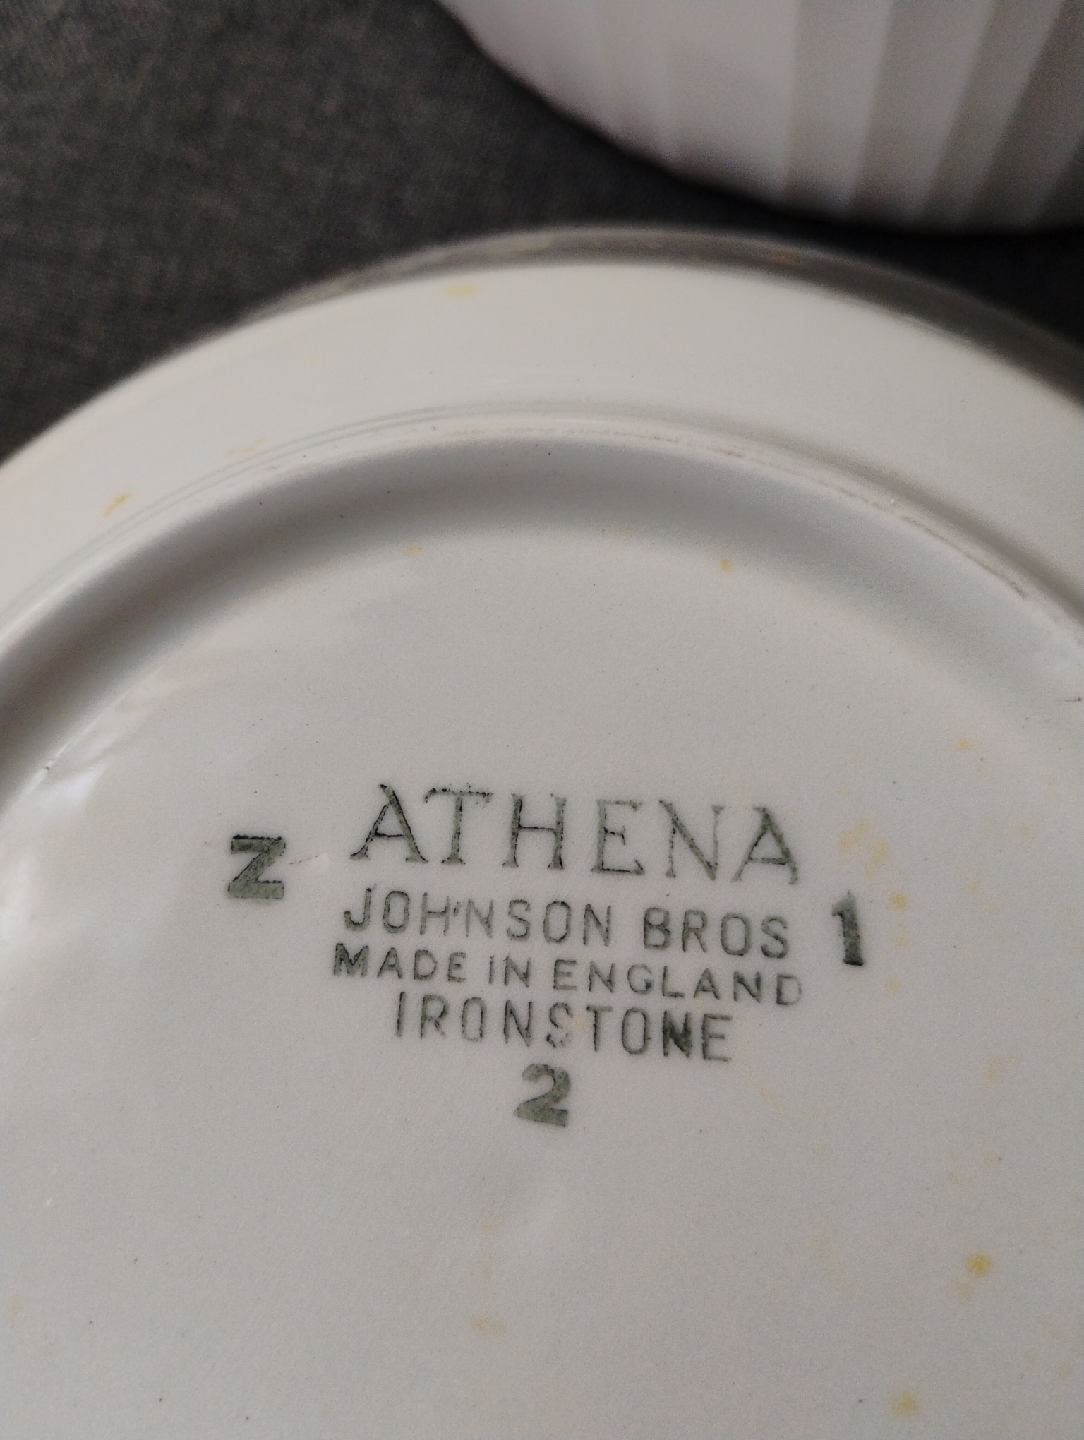 ATHENA
Z
JOHNSON BROS
1
MADE IN ENGLAND
IRONSTONE
2